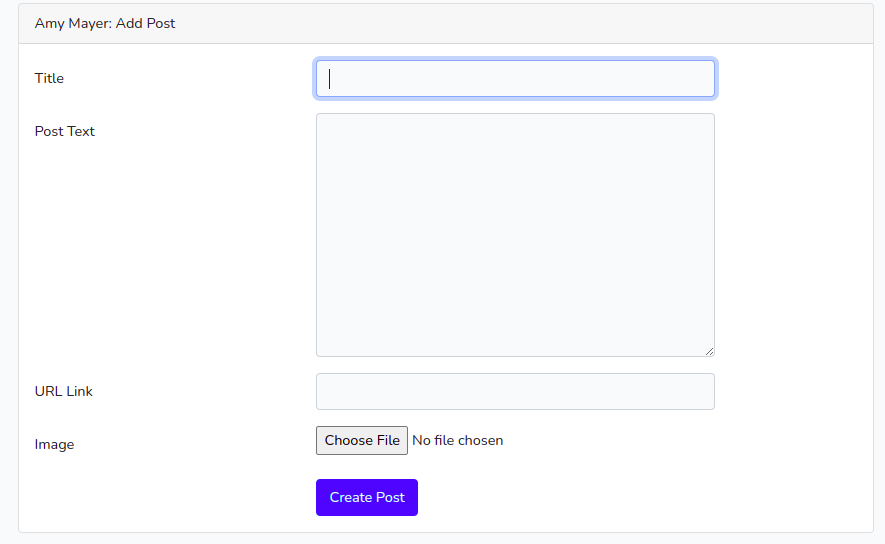 Amy Mayer: Add Post
Title
Post Text
URL Link
Image
Choose File No file chosen
Create Post